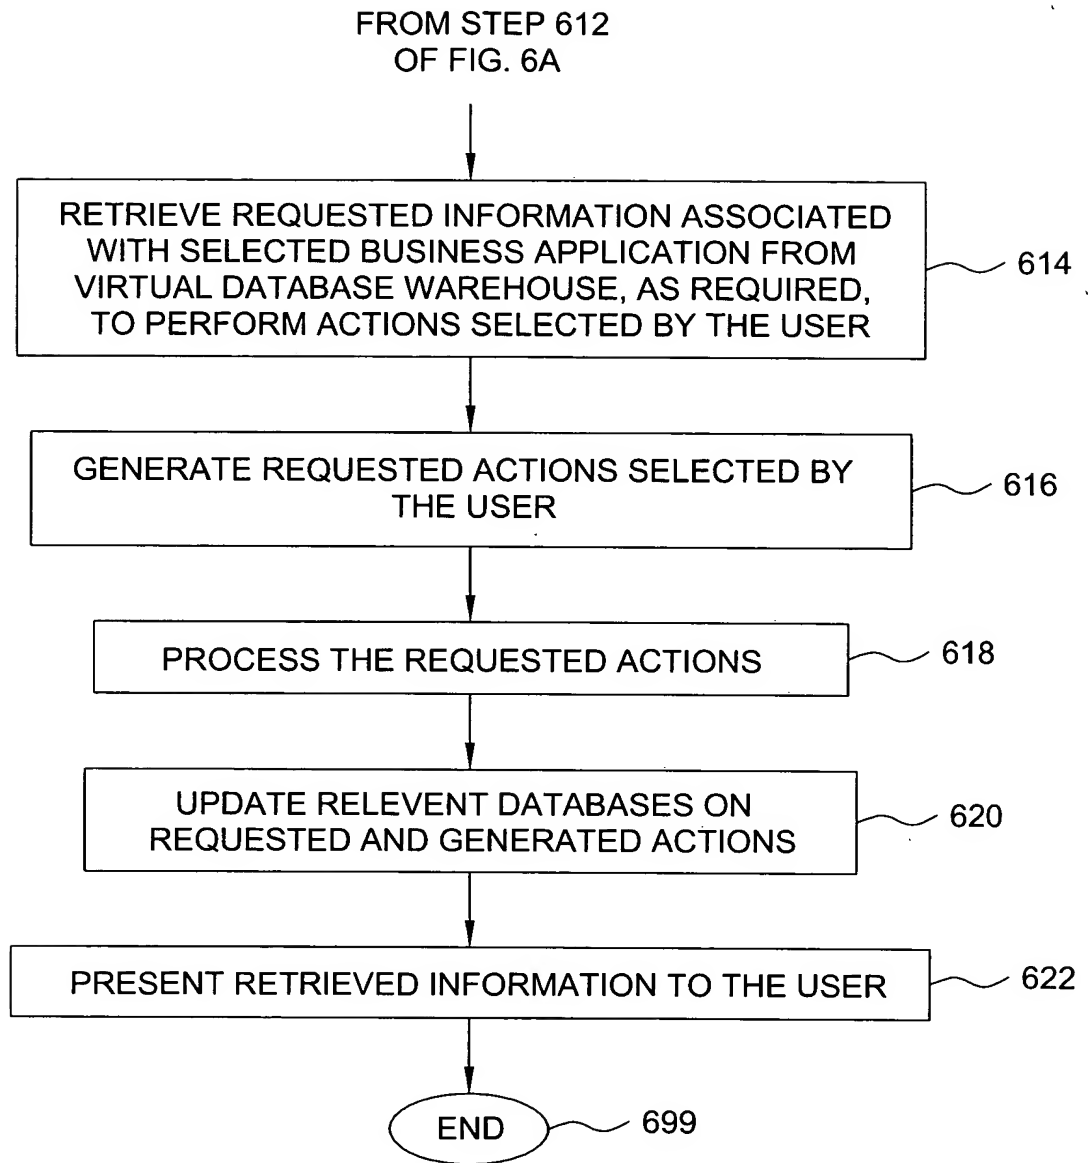 FROM STEP 612
OF FIG. 6A
RETRIEVE REQUESTED INFORMATION ASSOCIATED
WITH SELECTED BUSINESS APPLICATION FROM
VIRTUAL DATABASE WAREHOUSE, AS REQUIRED,
TO PERFORM ACTIONS SELECTED BY THE USER
614
GENERATE REQUESTED ACTIONS SELECTED BY
THE USER
616
PROCESS THE REQUESTED ACTIONS
618
UPDATE RELEVENT DATABASES ON
REQUESTED AND GENERATED ACTIONS
620
PRESENT RETRIEVED INFORMATION TO THE USER
622
END
699